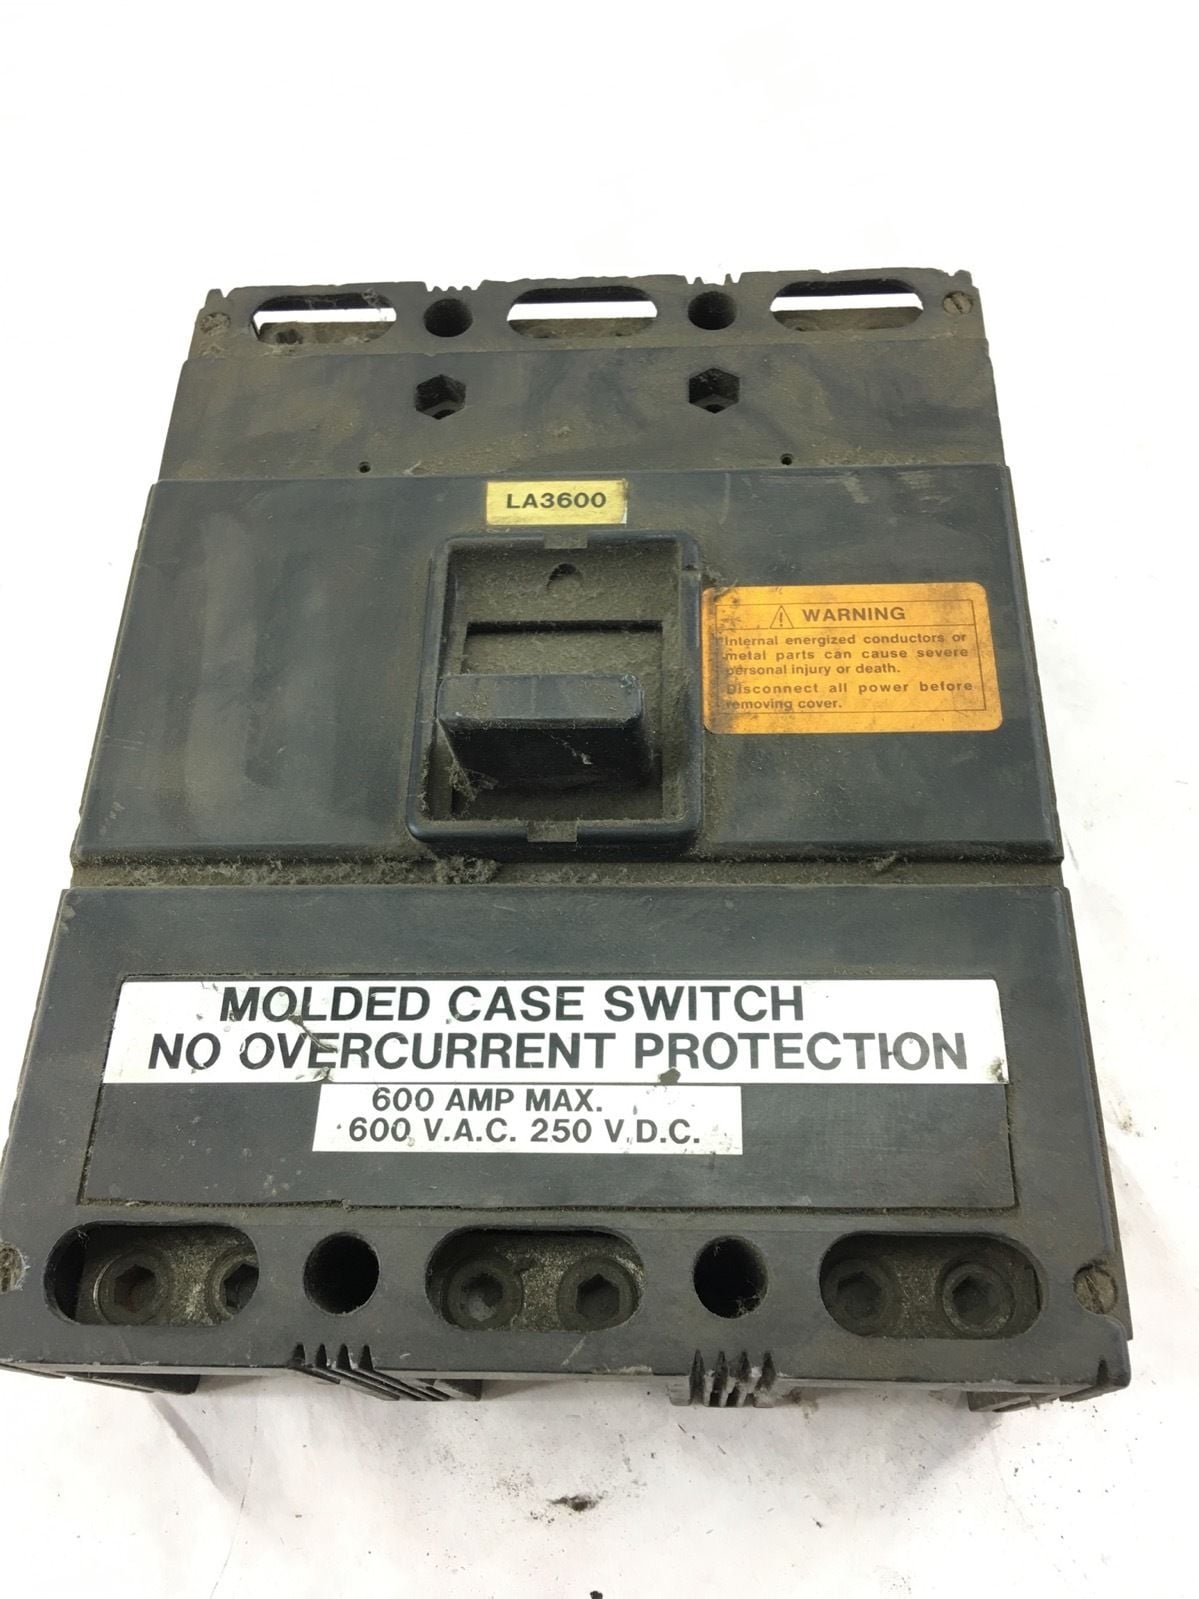 LA3600
WARNING
Internal energized conductors or
metal parts can cause severe
personal injury or death.
Disconnect all power before
removing cover.
MOLDED CASE SWITCH
NO OVERCURRENT PROTECTION
600 AMP MAX.
600 V.A.C. 250 V.D.C.